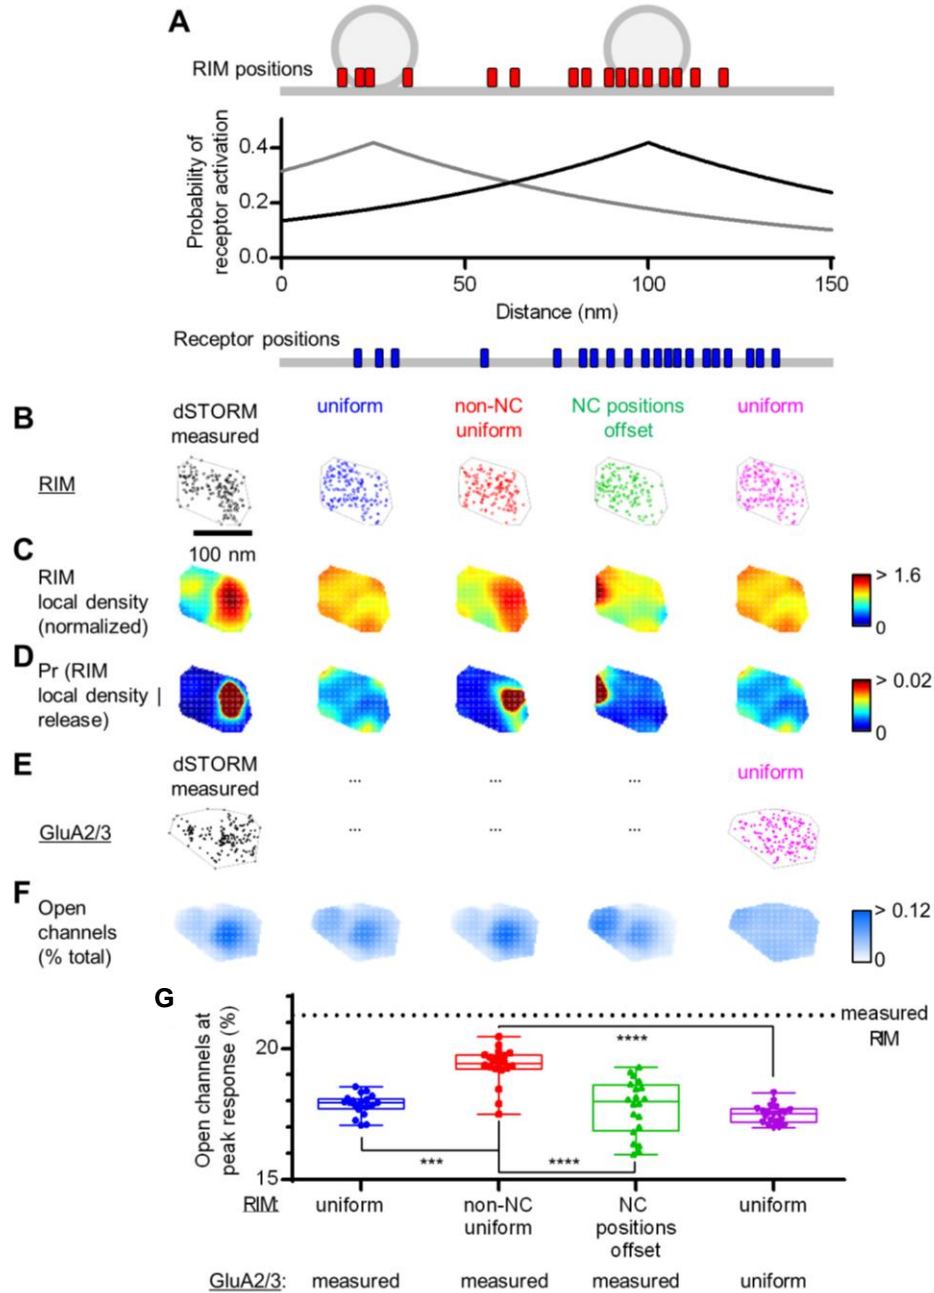 A
RIM positions
Probability of
receptor activation
0.4
0.2
0.0
0
50
100
150
Distance (nm)
Receptor positions
B
dSTORM
measured
uniform
non-NC
uniform
NC positions
offset
uniform
RIM
100 nm
C
RIM
local density
(normalized)
> 1.6
0
D
Pr (RIM
local density |
release)
> 0.02
0
E
dSTORM
measured
...
...
...
uniform
GluA2/3
...
...
...
F
Open
channels
(% total)
> 0.12
0
G
Open channels at
peak response (%)
20
15
measured
RIM
****
***
****
RIM:
uniform
non-NC
uniform
NC
positions
offset
uniform
GluA2/3:
measured
measured
measured
uniform